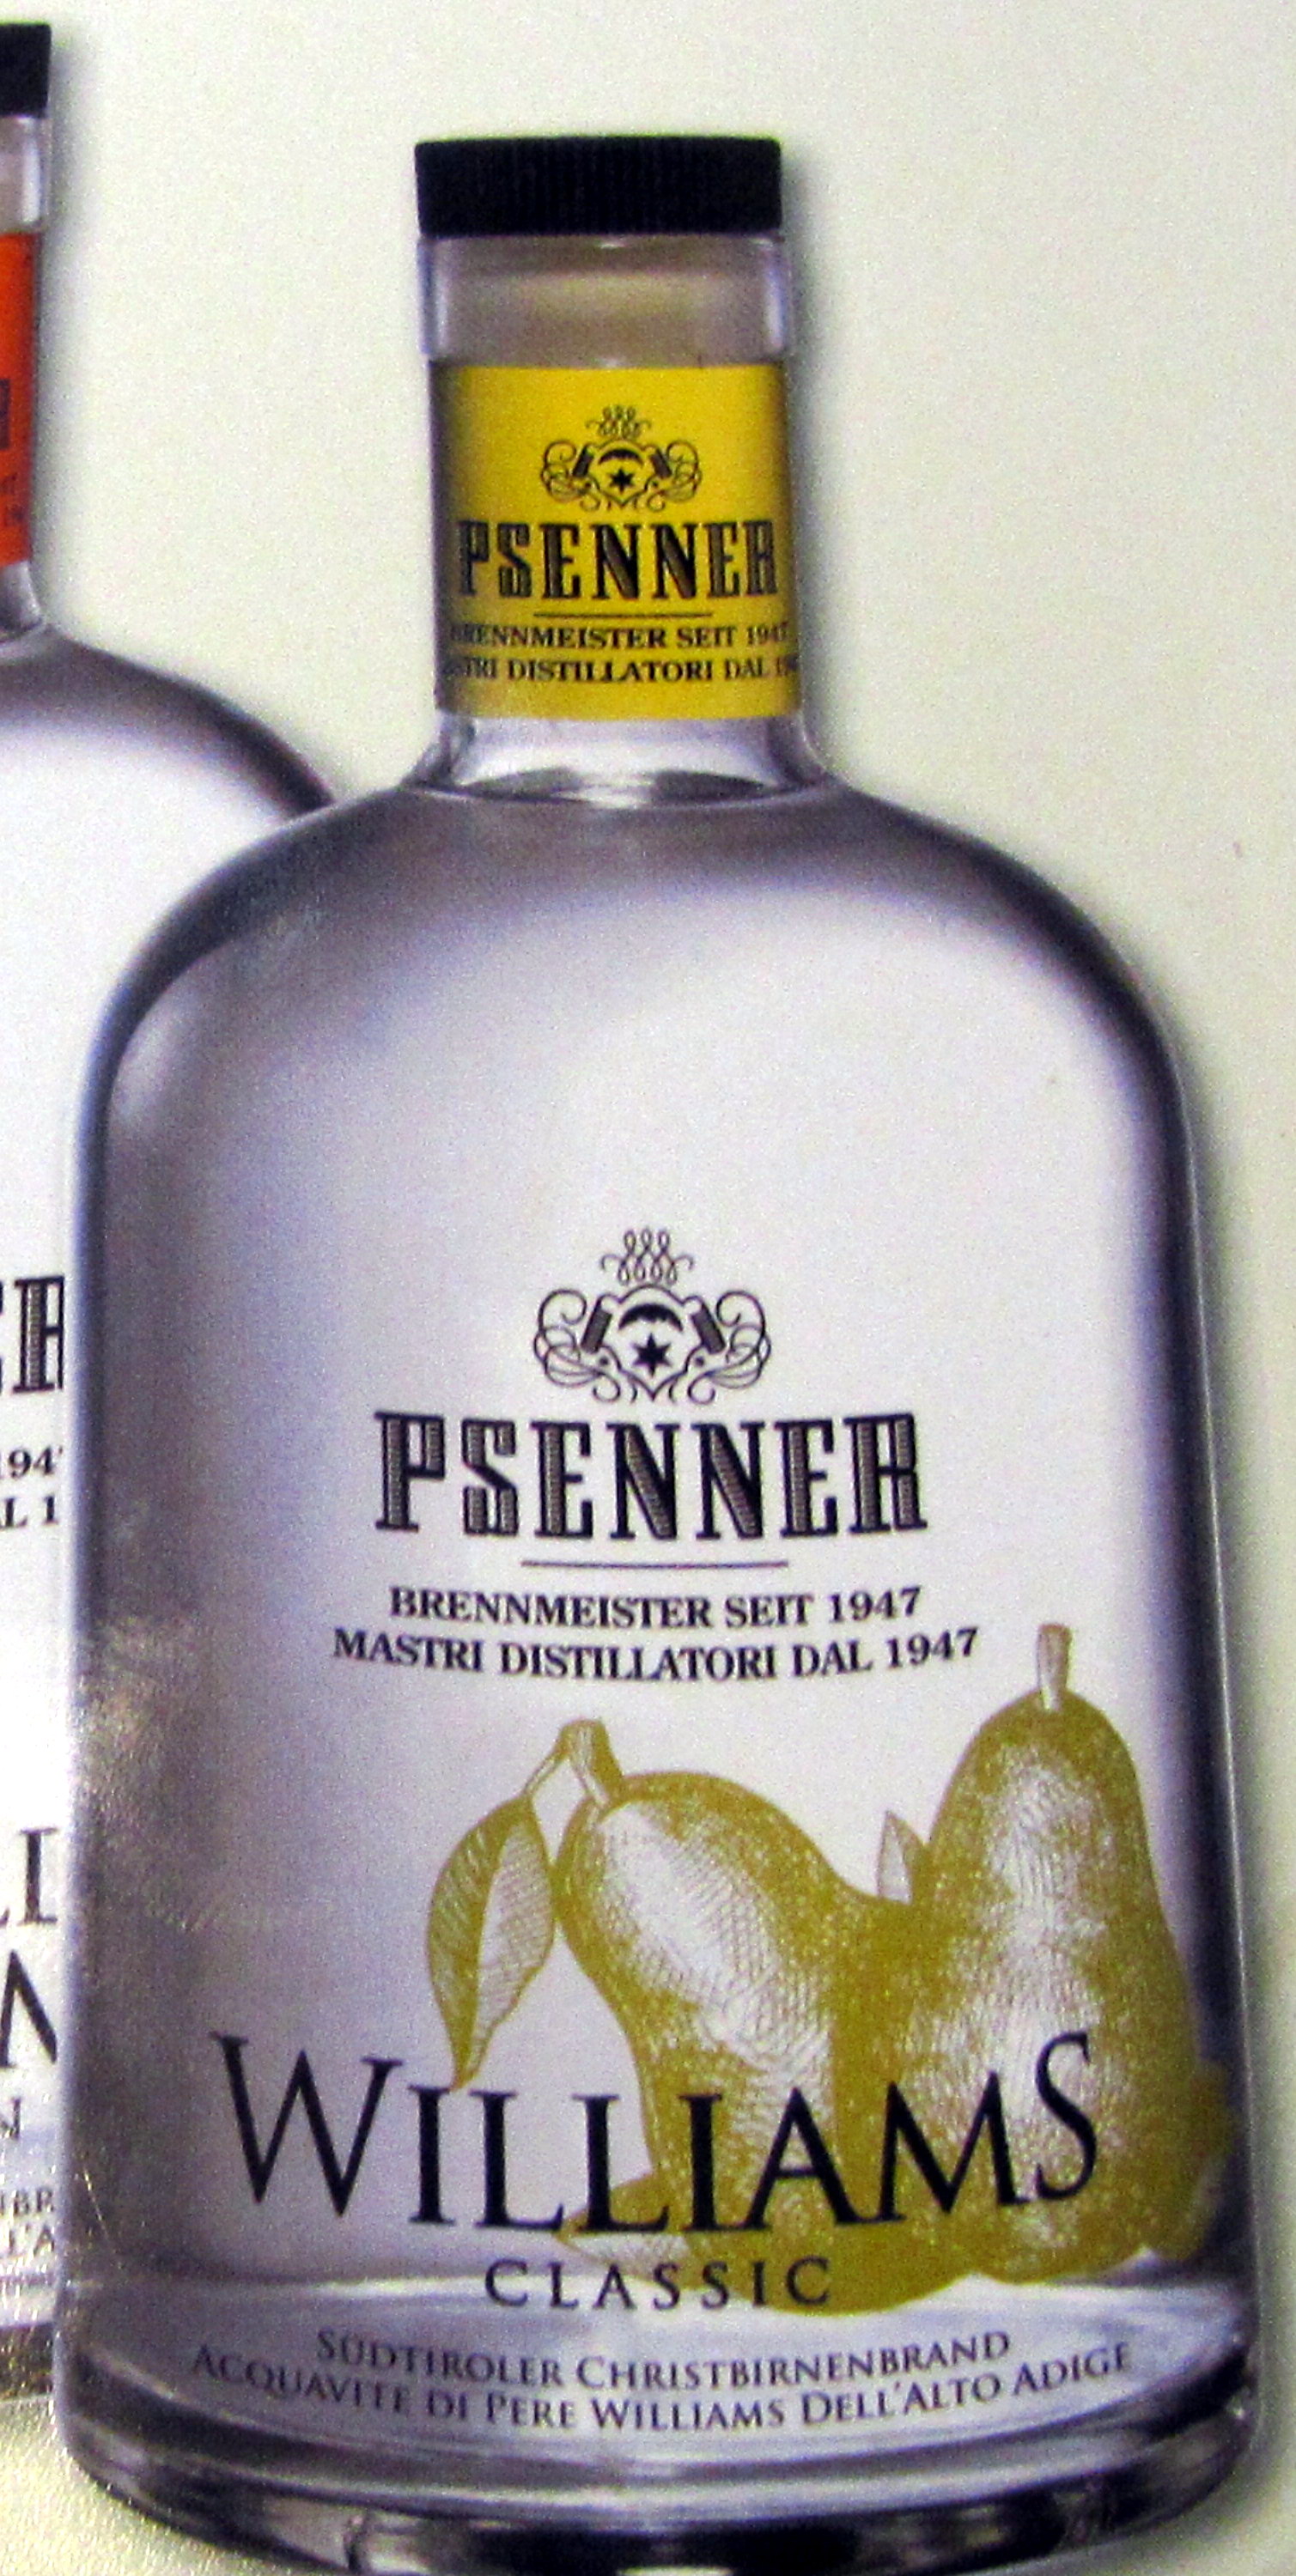 PSENNER
BRENNMEISTER SEIT 1947
DISTILLATORI DAL
PSENNER
BRENNMEISTER SEIT 1947
MASTRI DISTILLATORI DAL 1947
WILLIAMS
CLASSIC
SÜDTIROLER CHRISTBIRNENBRAND
ACQUAVITE DI PERE WILLIAMS DELL'ALTO ADIGE